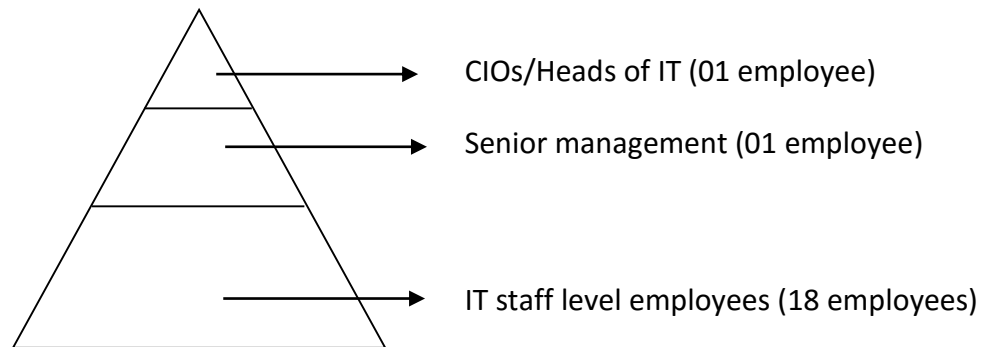 CIOs/Heads of IT (01 employee)
Senior management (01 employee)
IT staff level employees (18 employees)